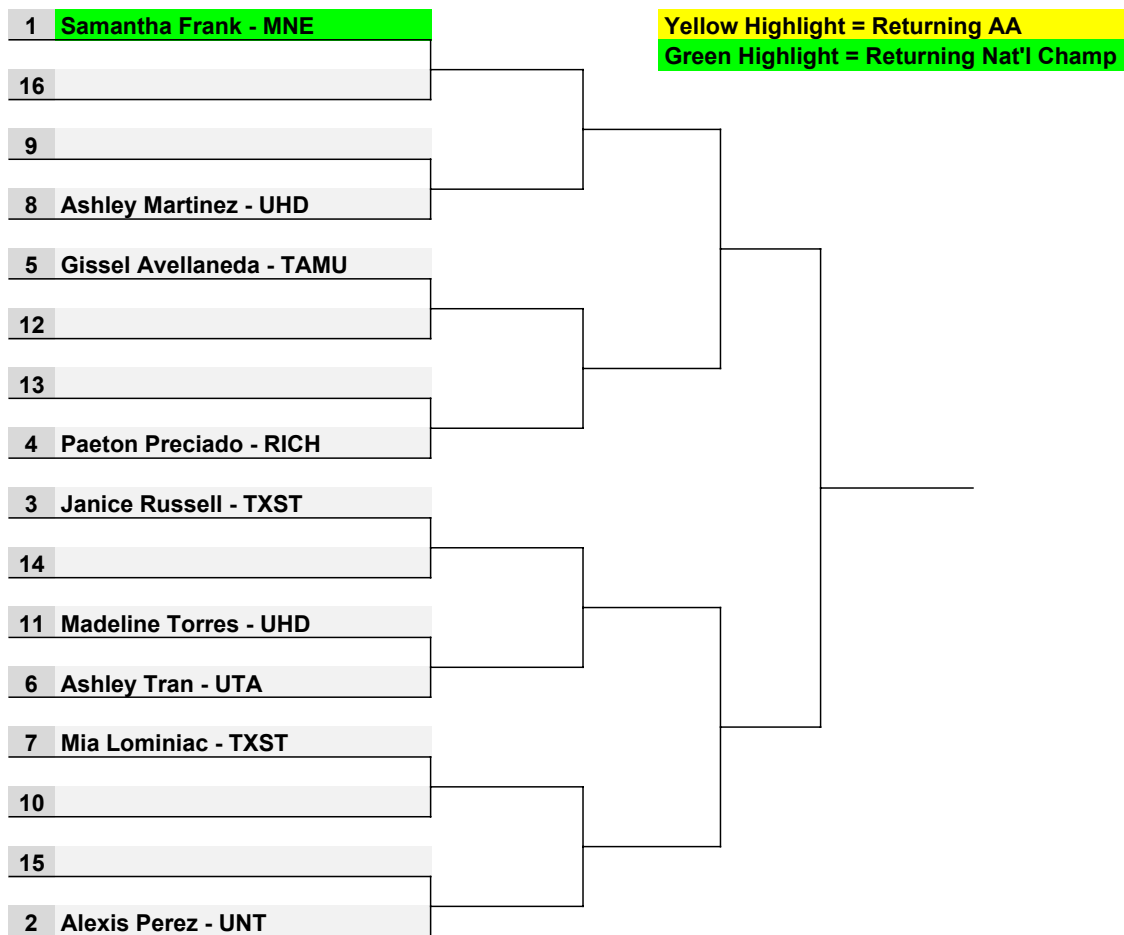 1 Samantha Frank - MNE
Yellow Highlight = Returning AA
Green Highlight = Returning Nat'l Champ
16
9
8 Ashley Martinez - UHD
5 Gissel Avellaneda - TAMU
12
13
4 Paeton Preciado - RICH
3 Janice Russell - TXST
14
11 Madeline Torres - UHD
6 Ashley Tran - UTA
7 Mia Lominiac - TXST
10
15
2 Alexis Perez - UNT